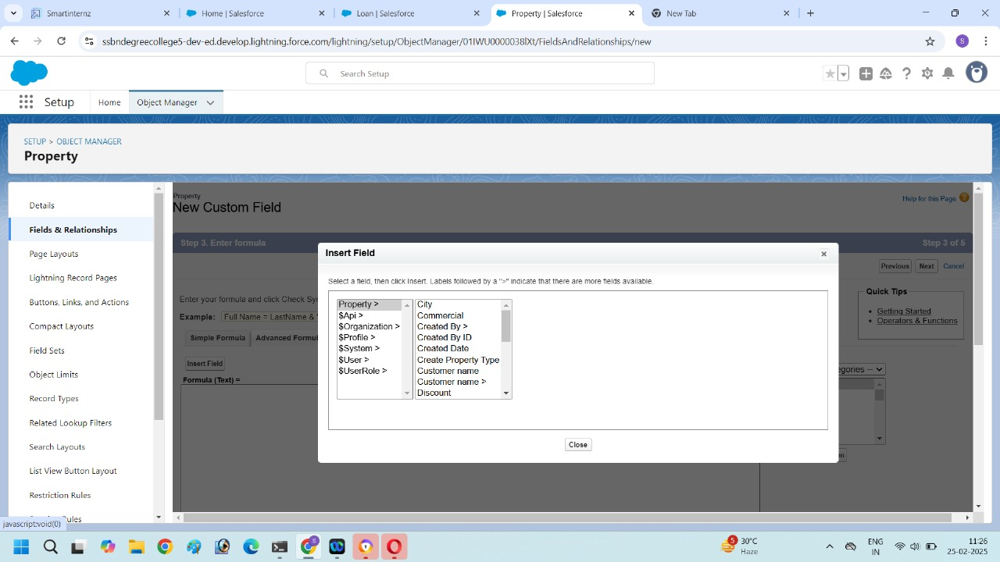 Smartinternz
Home | Salesforce
Loan | Salesforce
Property | Salesforce
New Tab
ssbndegreecollege5-dev-ed.develop.lightning.force.com/lightning/setup/ObjectManager/01IWU0000038lXt/FieldsAndRelationships/new
S
Search Setup
Setup
Home
Object Manager
SETUP > OBJECT MANAGER
Property
Details
Fields & Relationships
Page Layouts
Lightning Record Pages
Buttons, Links, and Actions
Compact Layouts
Field Sets
Object Limits
Record Types
Related Lookup Filters
Search Layouts
List View Button Layout
Restriction Rules
Property
New Custom Field
Help for this Page
Step 3. Enter formula
Step 3 of 5
Previous
Next
Cancel
Enter your formula and click Check Syn
Example: Full Name = LastName & '
Simple Formula
Advanced Formul
Insert Field
Formula (Text) =
Quick Tips
Getting Started
Operators & Functions
egories --
Insert Field
Select a field, then click Insert. Labels followed by a ">" indicate that there are more fields available.
Property >
$Api >
$Organization >
$Profile >
$System >
$User >
$UserRole >
City
Commercial
Created By >
Created By ID
Created Date
Create Property Type
Customer name
Customer name >
Discount
Close
javascript:void(0)
5
30°C
Haze
ENG
IN
11:26
25-02-2025